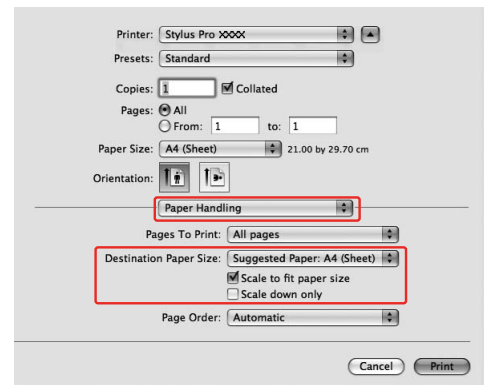 Printer: Stylus Pro XXXX
Presets: Standard
Copies: 1 Collated
Pages: All
From: 1 to: 1
Paper Size: A4 (Sheet) 21.00 by 29.70 cm
Orientation:
Paper Handling
Pages To Print: All pages
Destination Paper Size: Suggested Paper: A4 (Sheet)
Scale to fit paper size
Scale down only
Page Order: Automatic
Cancel Print